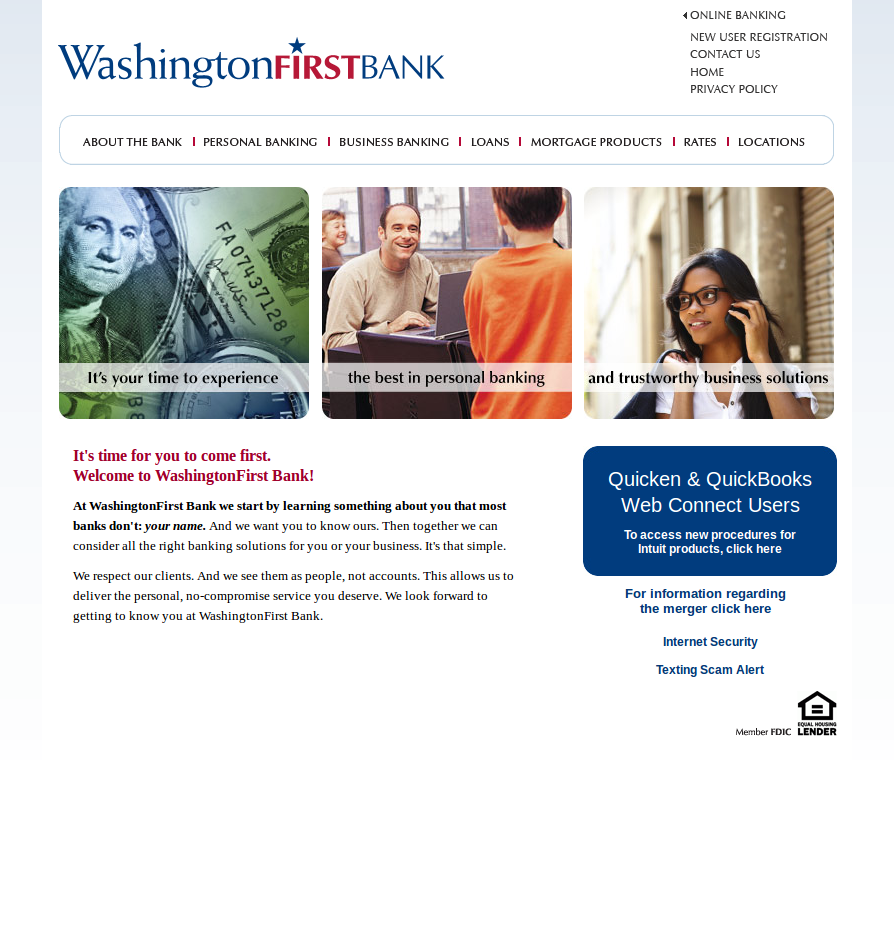 ONLINE BANKING
NEW USER REGISTRATION
CONTACT US
HOME
PRIVACY POLICY
WashingtonFIRSTBANK
ABOUT THE BANK | PERSONAL BANKING | BUSINESS BANKING | LOANS | MORTGAGE PRODUCTS | RATES | LOCATIONS
FA 07437128 A
It's your time to experience
the best in personal banking
and trustworthy business solutions
It's time for you to come first.
Welcome to WashingtonFirst Bank!
At WashingtonFirst Bank we start by learning something about you that most
banks don't: your name. And we want you to know ours. Then together we can
consider all the right banking solutions for you or your business. It's that simple.
We respect our clients. And we see them as people, not accounts. This allows us to
deliver the personal, no-compromise service you deserve. We look forward to
getting to know you at WashingtonFirst Bank.
Quicken & QuickBooks
Web Connect Users
To access new procedures for
Intuit products, click here
For information regarding
the merger click here
Internet Security
Texting Scam Alert
Member FDIC
EQUAL HOUSING
LENDER